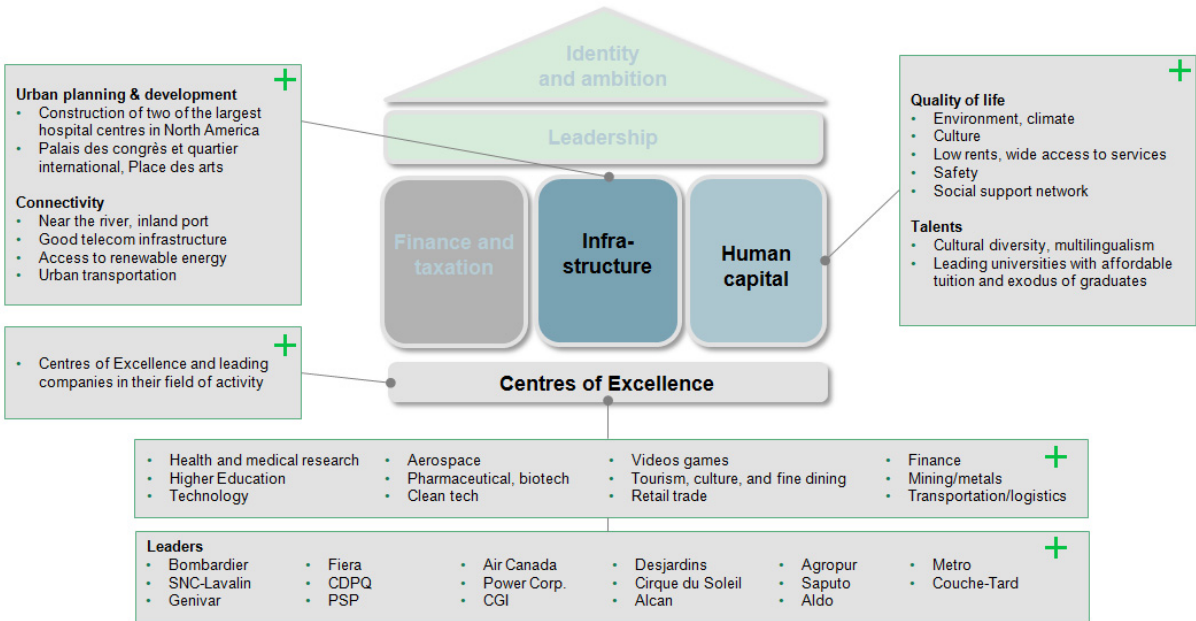 Identity
and ambition
Leadership
Finance and
taxation
Infra-
structure
Human
capital
Centres of Excellence
Urban planning & development
• Construction of two of the largest
hospital centres in North America
• Palais des congrès et quartier
international, Place des arts
Connectivity
• Near the river, inland port
• Good telecom infrastructure
• Access to renewable energy
• Urban transportation
• Centres of Excellence and leading
companies in their field of activity
Quality of life
• Environment, climate
• Culture
• Low rents, wide access to services
• Safety
• Social support network
Talents
• Cultural diversity, multilingualism
• Leading universities with affordable
tuition and exodus of graduates
• Health and medical research
• Higher Education
• Technology
• Aerospace
• Pharmaceutical, biotech
• Clean tech
• Videos games
• Tourism, culture, and fine dining
• Retail trade
• Finance
• Mining/metals
• Transportation/logistics
Leaders
• Bombardier
• SNC-Lavalin
• Genivar
• Fiera
• CDPQ
• PSP
• Air Canada
• Power Corp.
• CGI
• Desjardins
• Cirque du Soleil
• Alcan
• Agropur
• Saputo
• Aldo
• Metro
• Couche-Tard